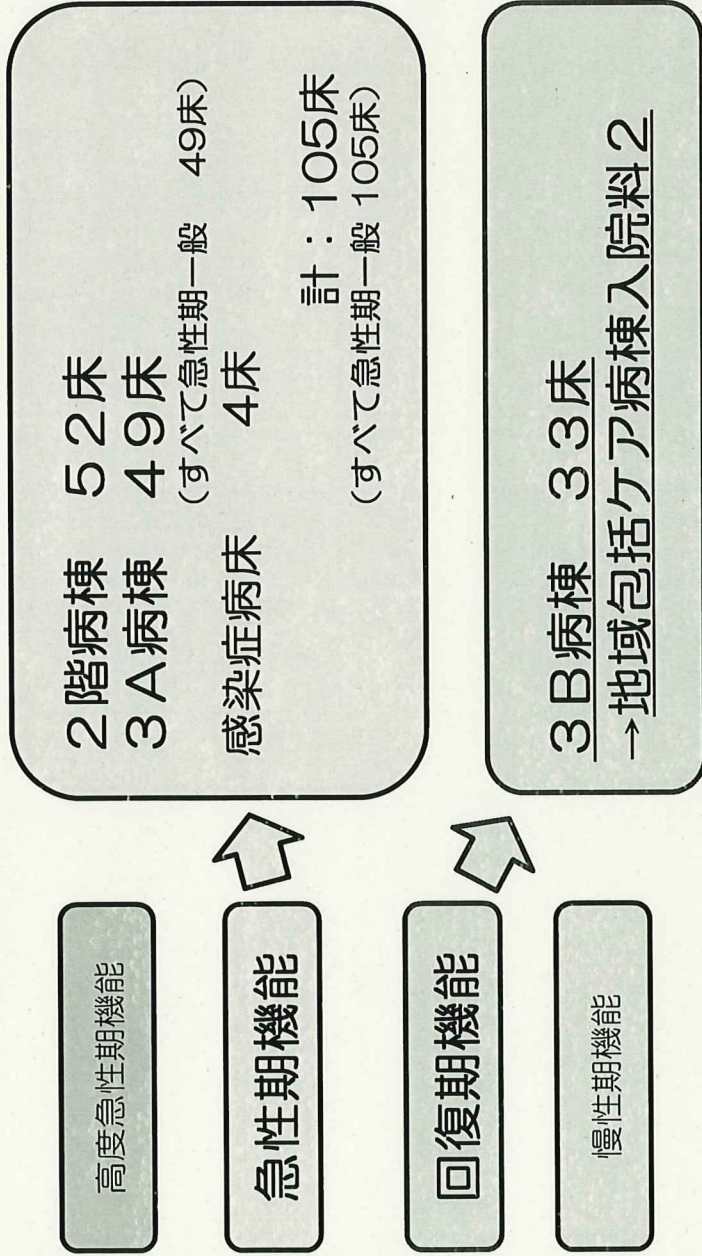 高度急性期機能
急性期機能
回復期機能
慢性期機能
2階病棟 52床
3A病棟 49床
(すべて急性期一般 49床)
感染症病床 4床
計:105床
(すべて急性期一般 105床)
3B病棟 33床
→地域包括ケア病棟入院料2